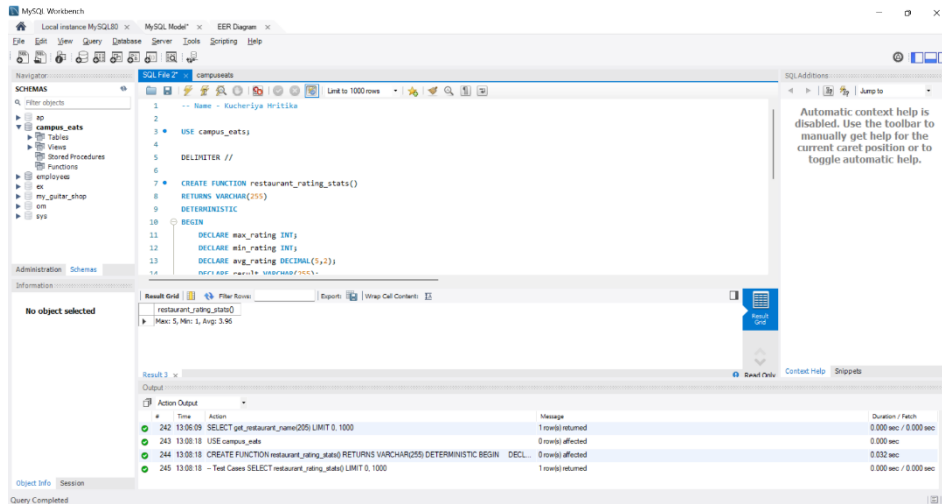 MySQL Workbench
Local instance MySQL80 × MySQL Model* × EER Diagram ×
File Edit View Query Database Server Tools Scripting Help
Navigator
SCHEMAS
Filter objects
ap
campus_eats
Tables
Views
Stored Procedures
Functions
employees
ex
my_guitar_shop
om
sys
Administration Schemas
Information
No object selected
Object Info Session
SQL File 2* × campuseats
Limit to 1000 rows
1 -- Name - Kucheriya Hritika
2
3 USE campus_eats;
4
5 DELIMITER //
6
7 CREATE FUNCTION restaurant_rating_stats()
8 RETURNS VARCHAR(255)
9 DETERMINISTIC
10 BEGIN
11 DECLARE max_rating INT;
12 DECLARE min_rating INT;
13 DECLARE avg_rating DECIMAL(5,2);
14 DECLARE result VARCHAR(255);
Result Grid Filter Rows: Export: Wrap Cell Content:
restaurant_rating_stats()
Max: 5, Min: 1, Avg: 3.96
Result Grid
Result 3 × Read Only
SQLAdditions
Jump to
Automatic context help is
disabled. Use the toolbar to
manually get help for the
current caret position or to
toggle automatic help.
Context Help Snippets
Output
Action Output
# Time Action Message Duration / Fetch
242 13:06:09 SELECT get_restaurant_name(205) LIMIT 0, 1000 1 row(s) returned 0.000 sec / 0.000 sec
243 13:08:18 USE campus_eats 0 row(s) affected 0.000 sec
244 13:08:18 CREATE FUNCTION restaurant_rating_stats() RETURNS VARCHAR(255) DETERMINISTIC BEGIN DECL... 0 row(s) affected 0.032 sec
245 13:08:18 -- Test Cases SELECT restaurant_rating_stats() LIMIT 0, 1000 1 row(s) returned 0.000 sec / 0.000 sec
Query Completed